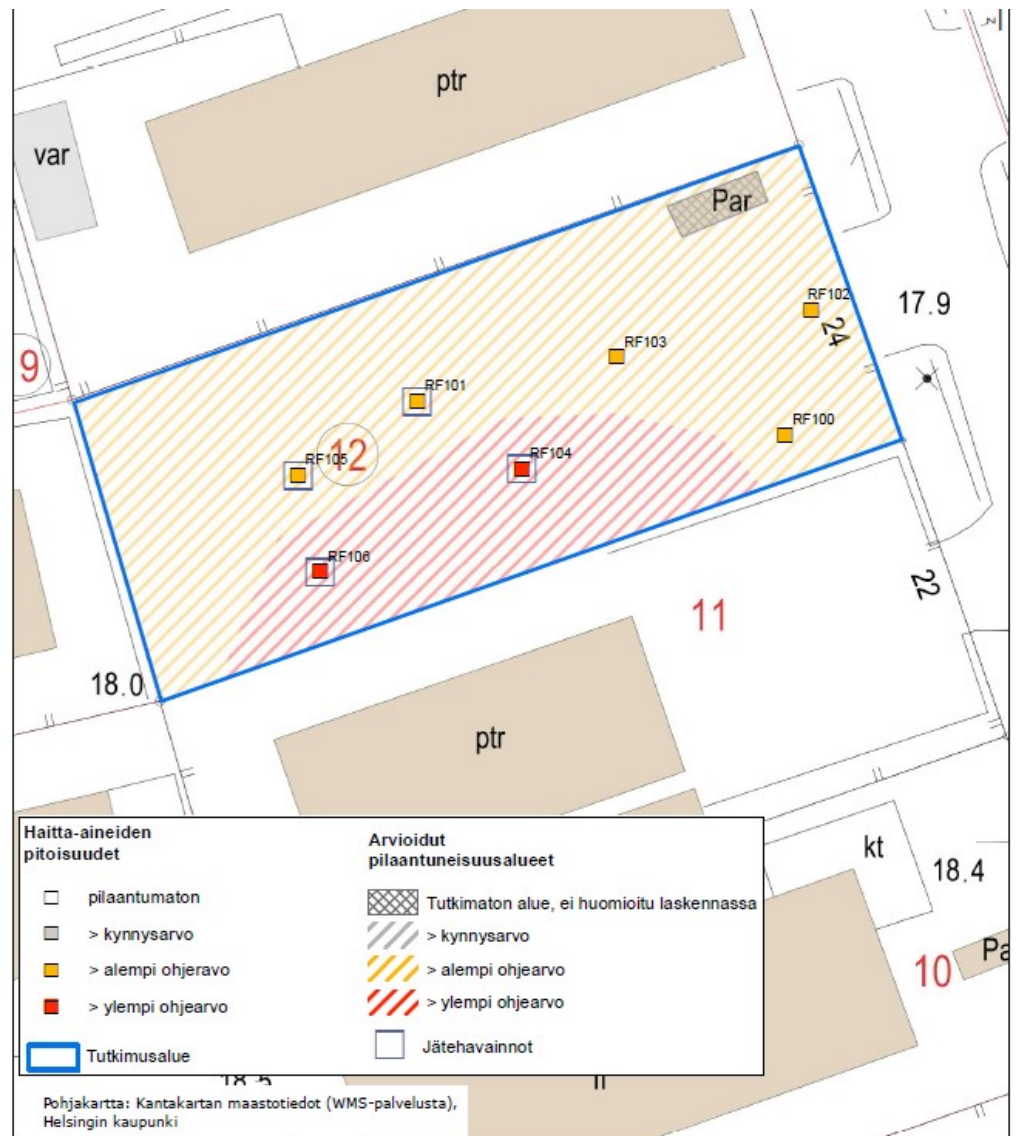 ptr
var
Par
RF102
17.9
24
RF103
9
RF101
RF100
12
RF105
RF104
RF106
22
11
18.0
ptr
kt
18.4
Pa
10
Haitta-aineiden
pitoisuudet
pilaantumaton
> kynnysarvo
> alempi ohjeravo
> ylempi ohjearvo
Tutkimusalue
Arvioidut
pilaantuneisuusalueet
Tutkimaton alue, ei huomioitu laskennassa
> kynnysarvo
> alempi ohjearvo
> ylempi ohjearvo
Jätehavainnot
Pohjakartta: Kantakartan maastotiedot (WMS-palvelusta),
Helsingin kaupunki